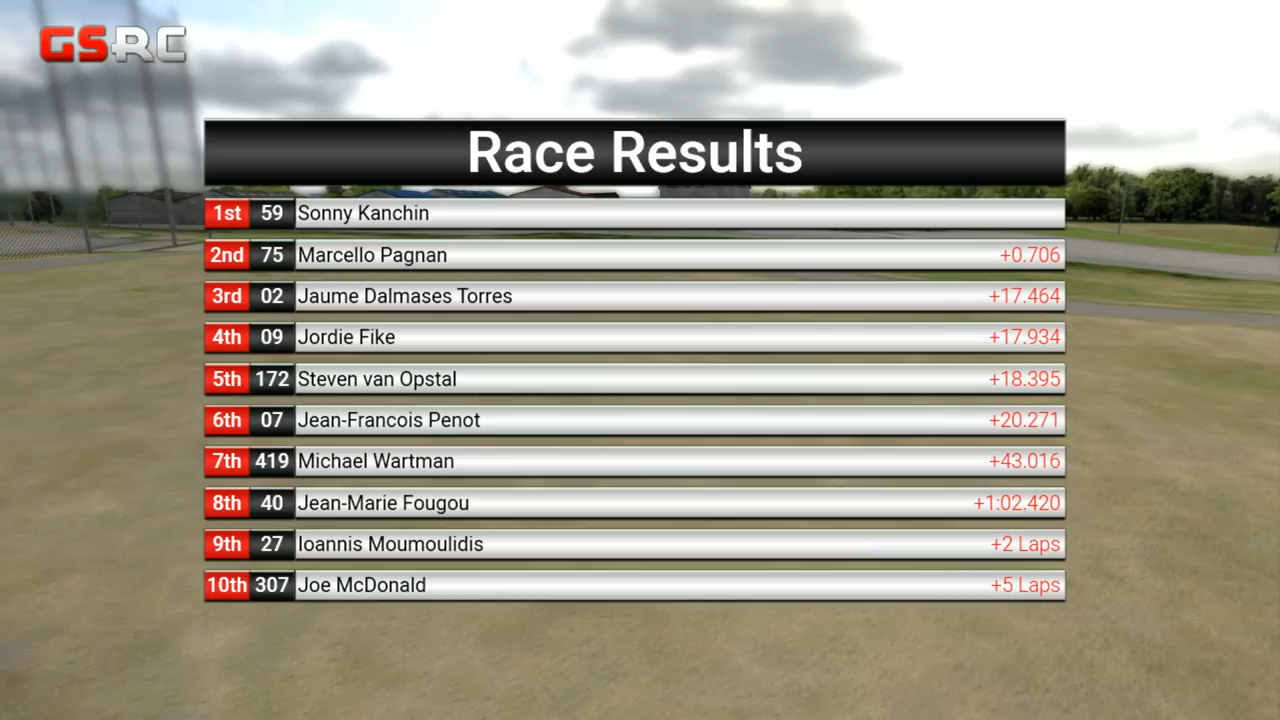 GSRC
Race Results
1st 59 Sonny Kanchin
2nd 75 Marcello Pagnan +0.706
3rd 02 Jaume Dalmases Torres +17.464
4th 09 Jordie Fike +17.934
5th 172 Steven van Opstal +18.395
6th 07 Jean-Francois Penot +20.271
7th 419 Michael Wartman +43.016
8th 40 Jean-Marie Fougou +1:02.420
9th 27 Ioannis Moumoulidis +2 Laps
10th 307 Joe McDonald +5 Laps